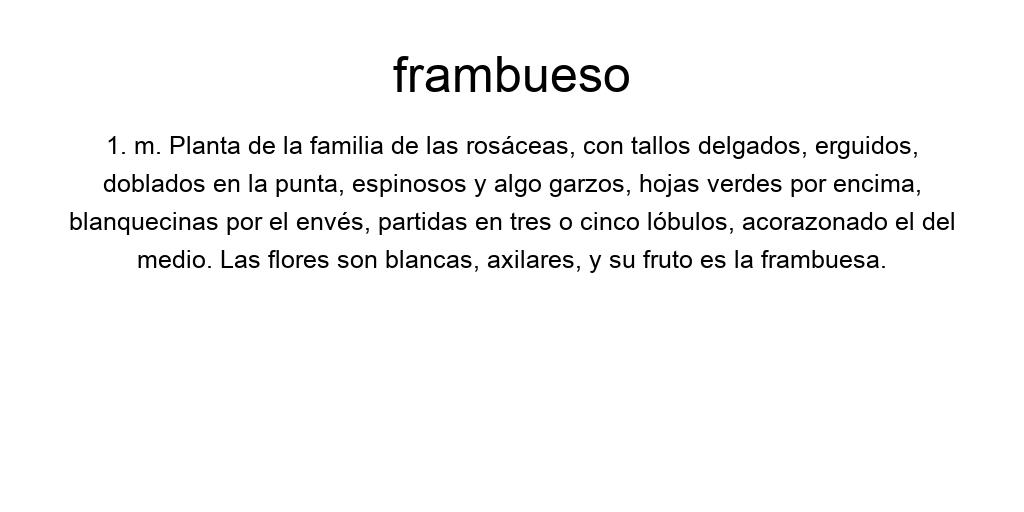 frambueso
1. m. Planta de la familia de las rosáceas, con tallos delgados, erguidos,
doblados en la punta, espinosos y algo garzos, hojas verdes por encima,
blanquecinas por el envés, partidas en tres o cinco lóbulos, acorazonado el del
medio. Las flores son blancas, axilares, y su fruto es la frambuesa.